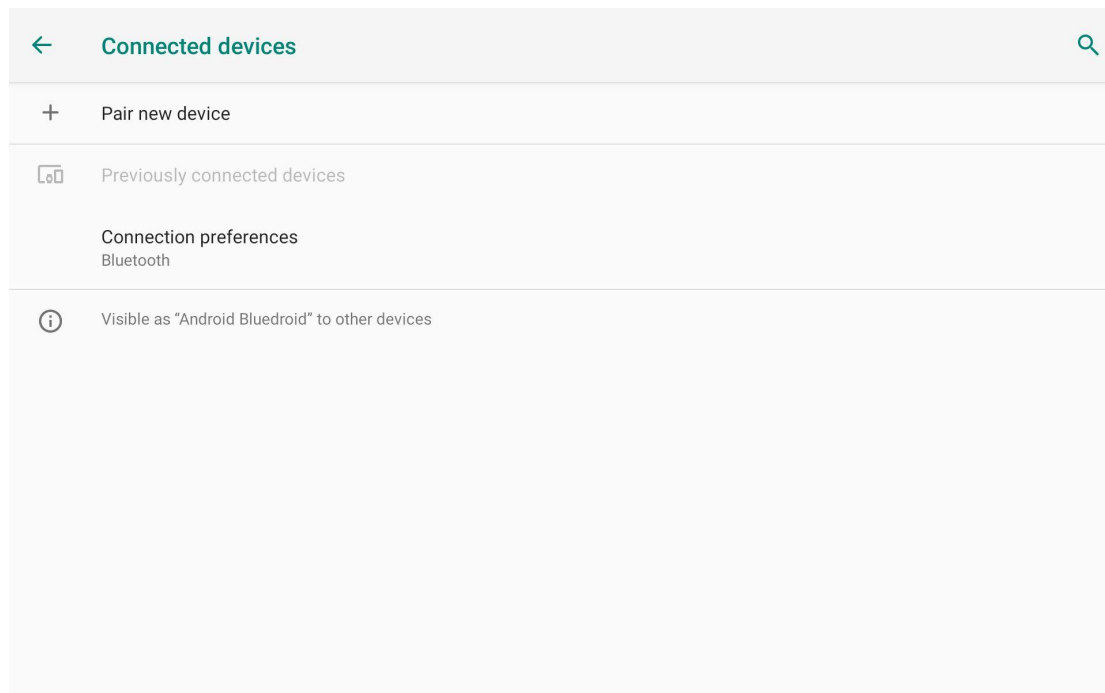 Connected devices
Pair new device
Previously connected devices
Connection preferences
Bluetooth
Visible as “Android Bluedroid” to other devices